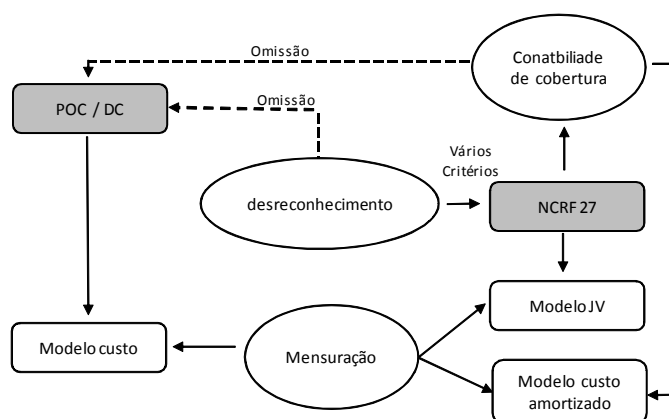 Omissão
Conatbiliade
de cobertura
POC / DC
Omissão
Vários
Critérios
desreconhecimento
NCRF 27
Modelo JV
Modelo custo
Mensuração
Modelo custo
amortizado